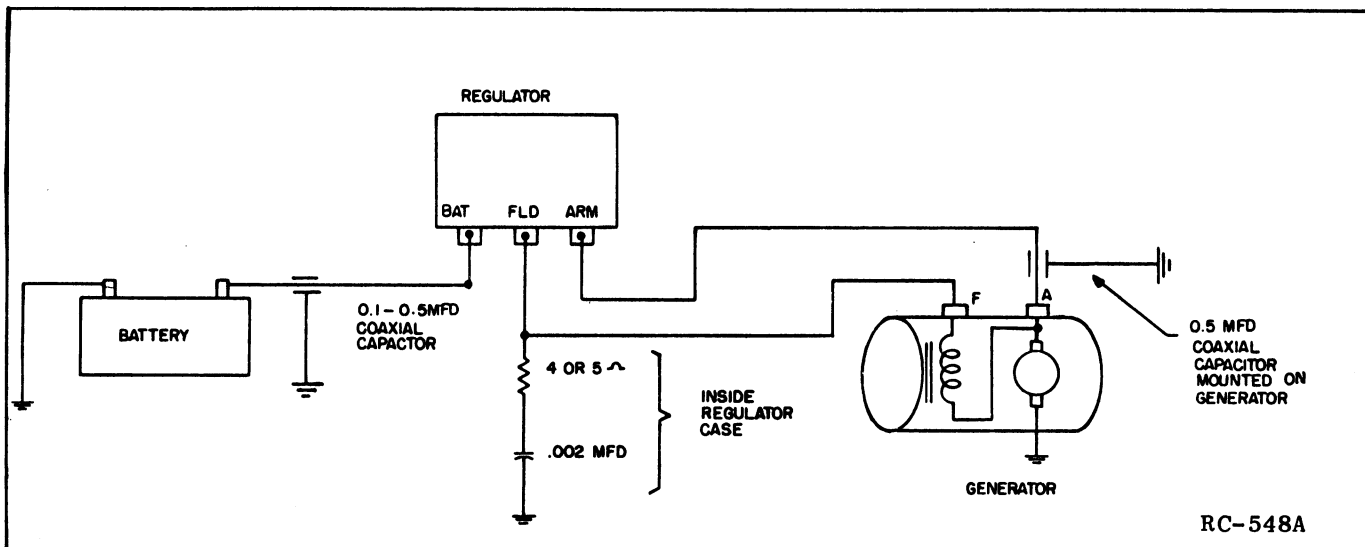 REGULATOR
BAT FLD ARM
BATTERY
0.1-0.5MFD
COAXIAL
CAPACTOR
4 OR 5 ⌒
.002 MFD
INSIDE
REGULATOR
CASE
F A
0.5 MFD
COAXIAL
CAPACITOR
MOUNTED ON
GENERATOR
GENERATOR
RC-548A